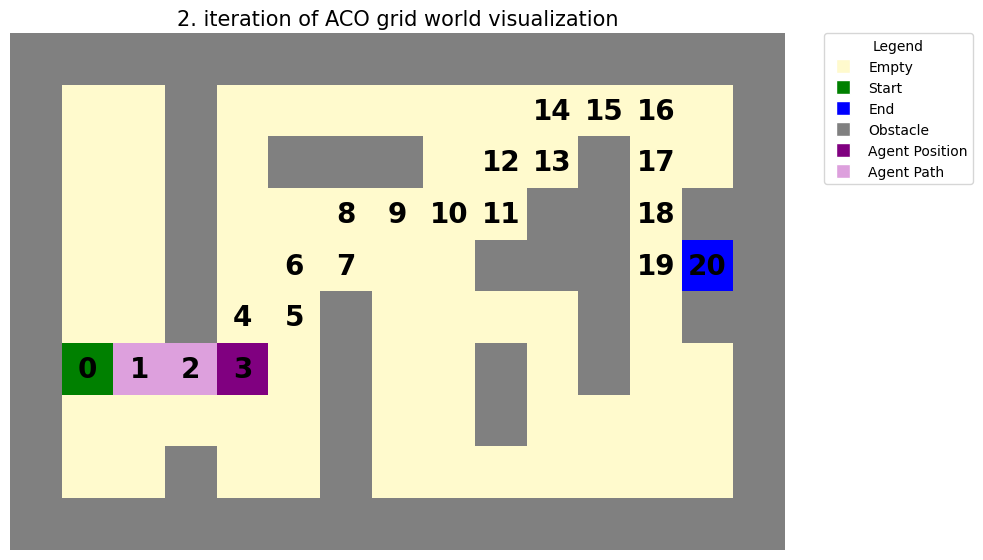 2. iteration of ACO grid world visualization
14 15 16
12 13 17
8 9 10 11 18
6 7 19 20
4 5
0 1 2 3
Legend
Empty
Start
End
Obstacle
Agent Position
Agent Path